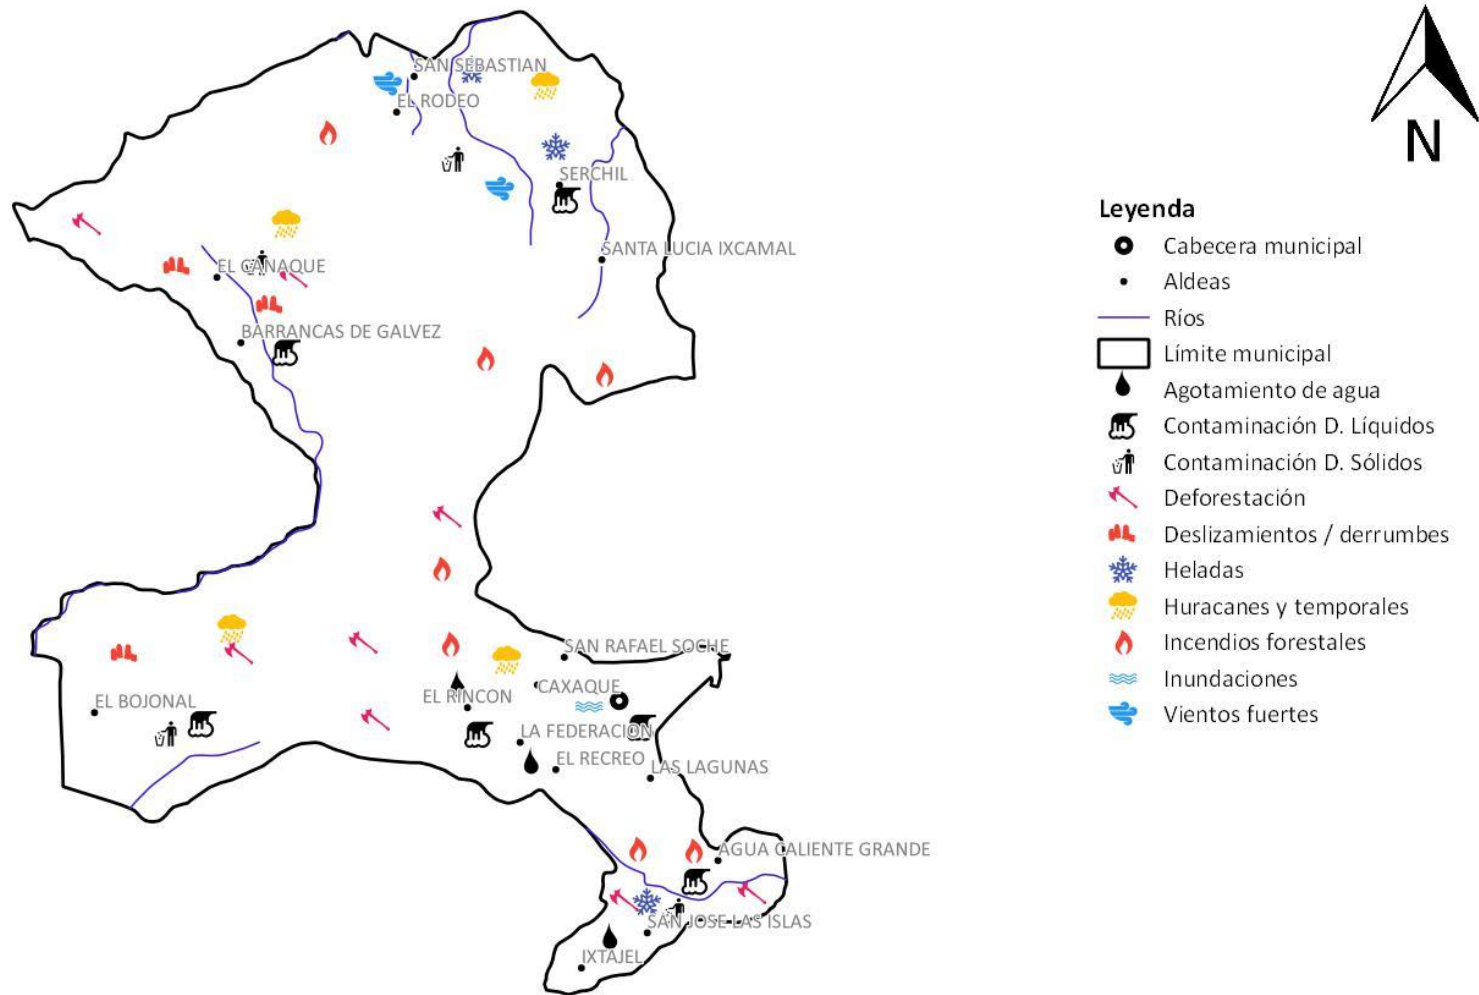 N
SAN SEBASTIAN
EL RODEO
SERCHIL
SANTA LUCIA IXCAMAL
EL CANAQUE
BARRANCAS DE GALVEZ
SAN RAFAEL SOCHE
CAXAQUE
EL RINCON
EL BOJONAL
LA FEDERACION
EL RECREO
LAS LAGUNAS
AGUA CALIENTE GRANDE
SAN JOSE LAS ISLAS
IXTAJEL
Leyenda
Cabecera municipal
Aldeas
Ríos
Límite municipal
Agotamiento de agua
Contaminación D. Líquidos
Contaminación D. Sólidos
Deforestación
Deslizamientos / derrumbes
Heladas
Huracanes y temporales
Incendios forestales
Inundaciones
Vientos fuertes